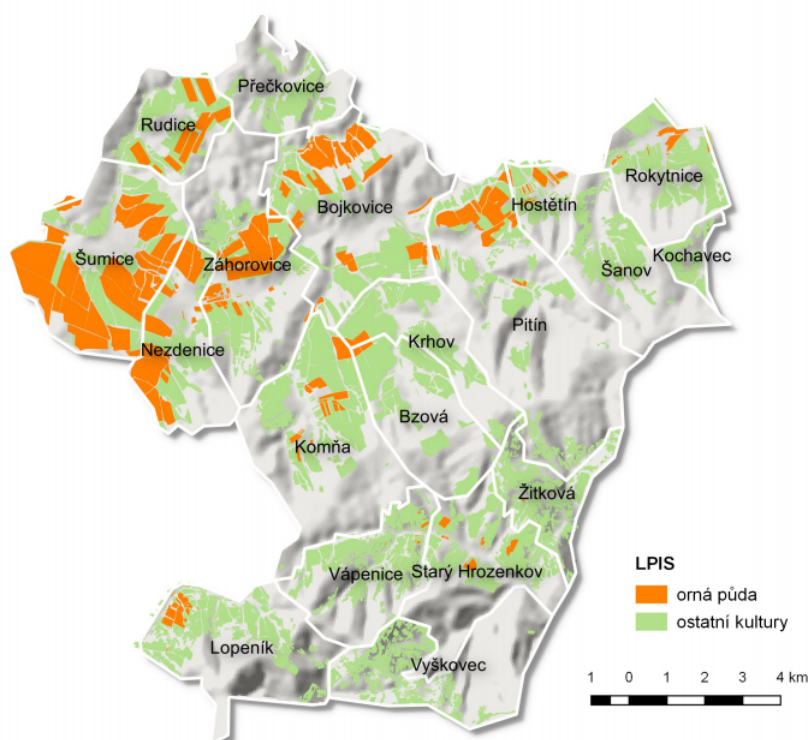 Přečkovice
Rudice
Rokytnice
Bojkovice
Hostětín
Kochavec
Šumice
Záhorovice
Šanov
Pitín
Krhov
Nezdenice
Bzová
Komňa
Žitková
LPIS
Vápenice
Starý Hrozenkov
orná půda
ostatní kultury
Lopeník
Vyškovec
1 0 1 2 3 4 km